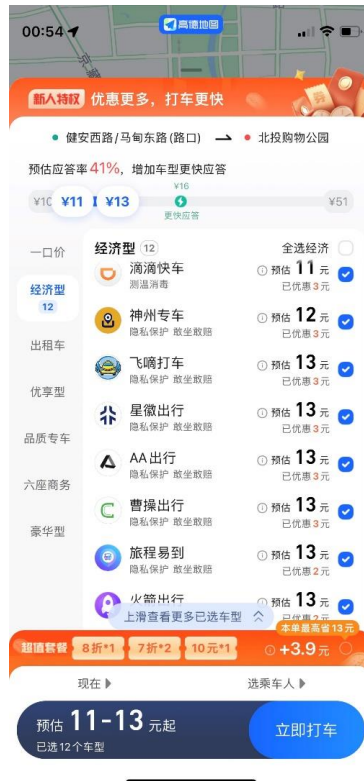 00:54
高德地图
新人特权 优惠更多，打车更快
健安西路/马甸东路(路口) 北投购物公园
预估应答率41%，增加车型更快应答
¥16
¥10 ¥11 ¥13 ¥51
更快应答
一口价
经济型
12
出租车
优享型
品质专车
六座商务
豪华型
经济型 12 全选经济
滴滴快车 预估 11 元
测温消毒 已优惠3元
神州专车 预估 12 元
隐私保护 敢坐敢赔 已优惠3元
飞嘀打车 预估 13 元
隐私保护 敢坐敢赔 已优惠3元
星徽出行 预估 13 元
隐私保护 敢坐敢赔 已优惠3元
AA出行 预估 13 元
隐私保护 敢坐敢赔 已优惠3元
曹操出行 预估 13 元
隐私保护 敢坐敢赔 已优惠3元
旅程易到 预估 13 元
隐私保护 敢坐敢赔 已优惠2元
火箭出行 预估 13 元
已优惠2元
上滑查看更多已选车型
本单最高省13元
超值套餐 8折*1 7折*2 10元*1 +3.9元
现在 选乘车人
预估 11-13 元起
已选12个车型
立即打车